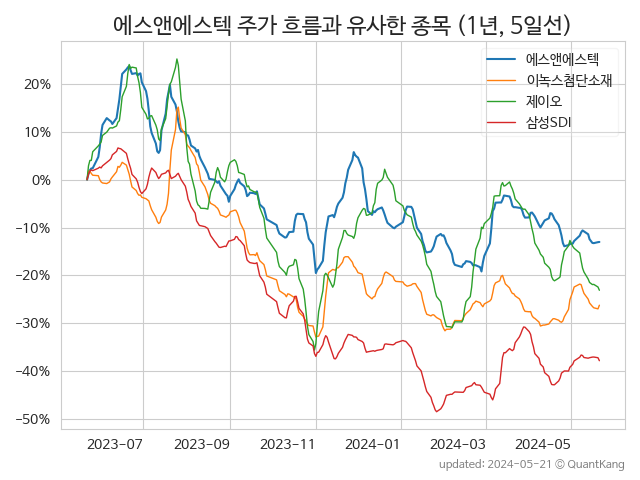 에스앤에스텍 주가 흐름과 유사한 종목 (1년, 5일선)
에스앤에스텍
이녹스첨단소재
제이오
삼성SDI
20%
10%
0%
−10%
−20%
−30%
−40%
−50%
2023-07
2023-09
2023-11
2024-01
2024-03
2024-05
updated: 2024-05-21 © QuantKang